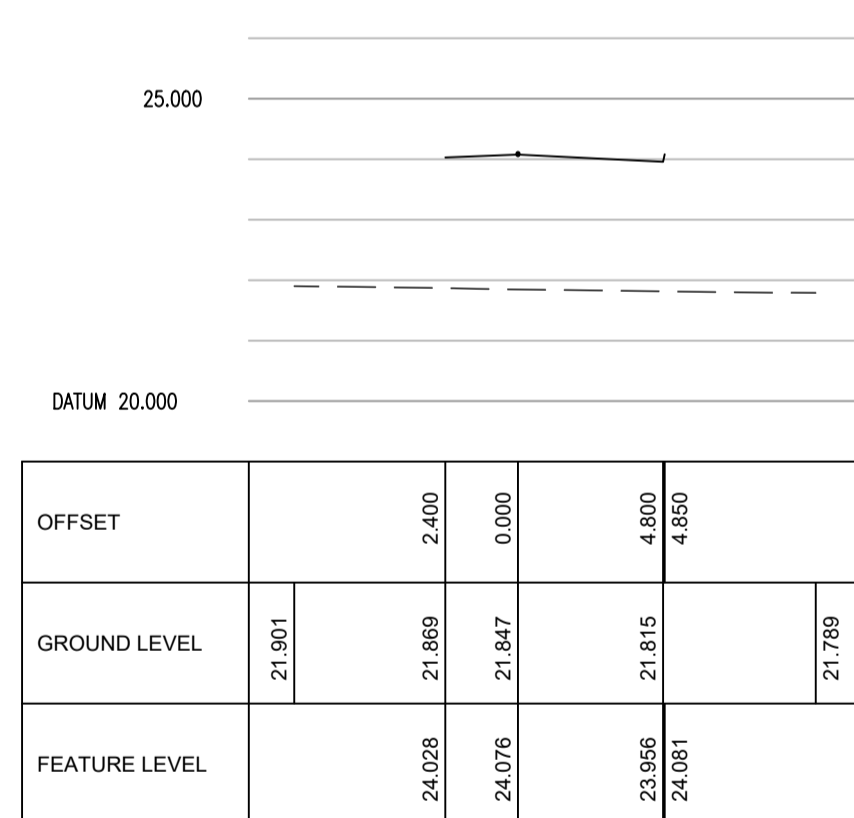 25.000
DATUM 20.000
OFFSET 2.400 0.000 4.800 4.850
GROUND LEVEL 21.901 21.869 21.847 21.815 21.789
FEATURE LEVEL 24.028 24.076 23.956 24.081